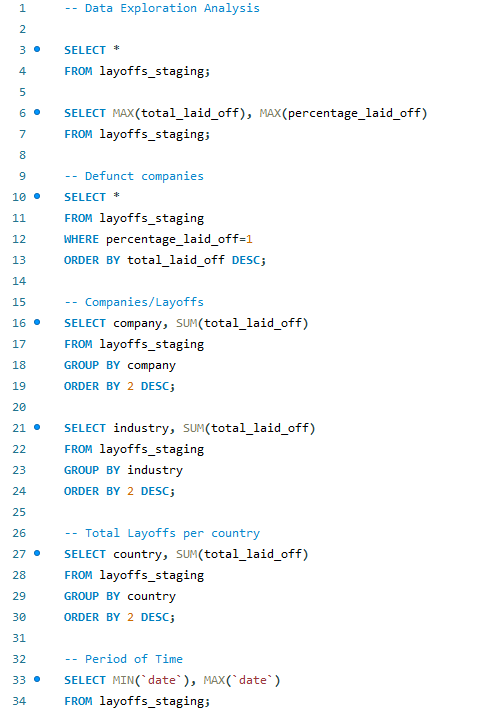 1 -- Data Exploration Analysis
2
3 SELECT *
4 FROM layoffs_staging;
5
6 SELECT MAX(total_laid_off), MAX(percentage_laid_off)
7 FROM layoffs_staging;
8
9 -- Defunct companies
10 SELECT *
11 FROM layoffs_staging
12 WHERE percentage_laid_off=1
13 ORDER BY total_laid_off DESC;
14
15 -- Companies/Layoffs
16 SELECT company, SUM(total_laid_off)
17 FROM layoffs_staging
18 GROUP BY company
19 ORDER BY 2 DESC;
20
21 SELECT industry, SUM(total_laid_off)
22 FROM layoffs_staging
23 GROUP BY industry
24 ORDER BY 2 DESC;
25
26 -- Total Layoffs per country
27 SELECT country, SUM(total_laid_off)
28 FROM layoffs_staging
29 GROUP BY country
30 ORDER BY 2 DESC;
31
32 -- Period of Time
33 SELECT MIN(`date`), MAX(`date`)
34 FROM layoffs_staging;